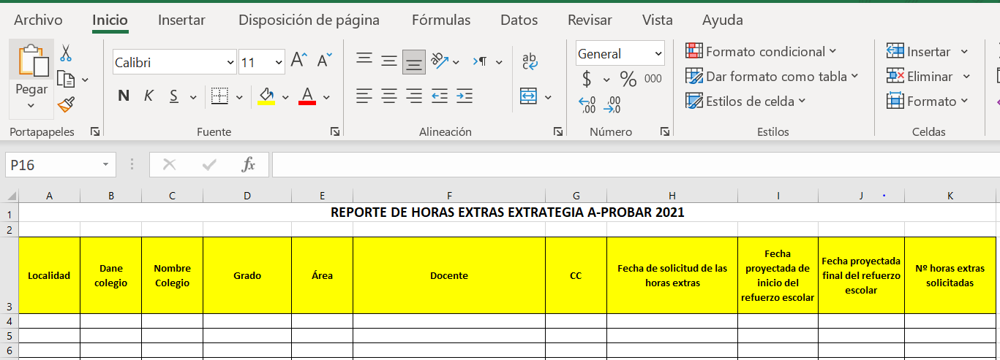 Archivo Inicio Insertar Disposición de página Fórmulas Datos Revisar Vista Ayuda
Pegar
Portapapeles
Calibri 11 A A
N K S A
Fuente
ab
c
Alineación
General
$ % 000
,00 ,00
Número
Formato condicional
Dar formato como tabla
Estilos de celda
Estilos
Insertar
Eliminar
Formato
Celdas
P16 fx
A B C D E F G H I J K
1 REPORTE DE HORAS EXTRAS EXTRATEGIA A-PROBAR 2021
2
3
Localidad
Dane
colegio
Nombre
Colegio
Grado
Área
Docente
CC
Fecha de solicitud de las
horas extras
Fecha
proyectada de
inicio del
refuerzo escolar
Fecha proyectada
final del refuerzo
escolar
Nº horas extras
solicitadas
4
5
6